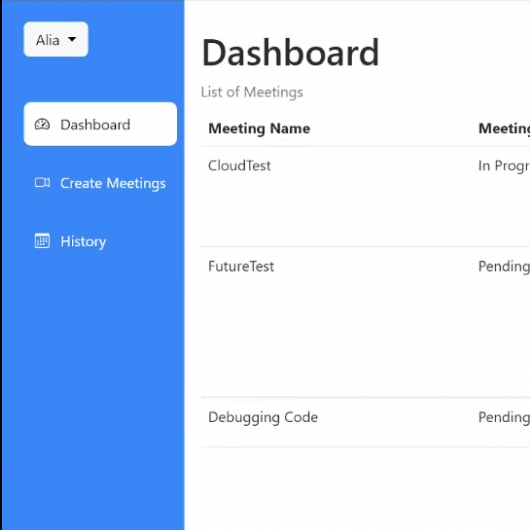 Alia
Dashboard
Create Meetings
History
Dashboard
List of Meetings
Meeting Name
CloudTest
In Progr
FutureTest
Pending
Debugging Code
Pending